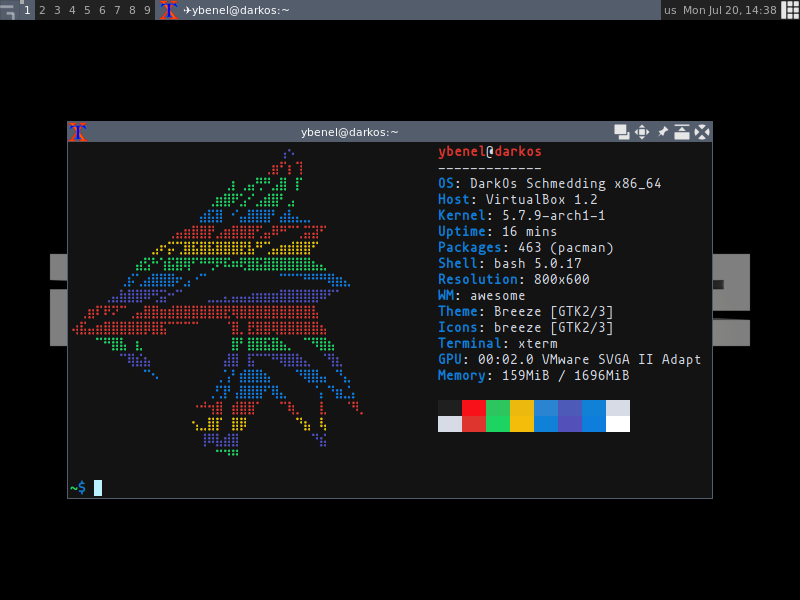 1 2 3 4 5 6 7 8 9 ✈ybenel@darkos:~ us Mon Jul 20, 14:38
ybenel@darkos:~
ybenel@darkos
-------------
OS: DarkOs Schmedding x86_64
Host: VirtualBox 1.2
Kernel: 5.7.9-arch1-1
Uptime: 16 mins
Packages: 463 (pacman)
Shell: bash 5.0.17
Resolution: 800x600
WM: awesome
Theme: Breeze [GTK2/3]
Icons: breeze [GTK2/3]
Terminal: xterm
GPU: 00:02.0 VMware SVGA II Adapt
Memory: 159MiB / 1696MiB
~$